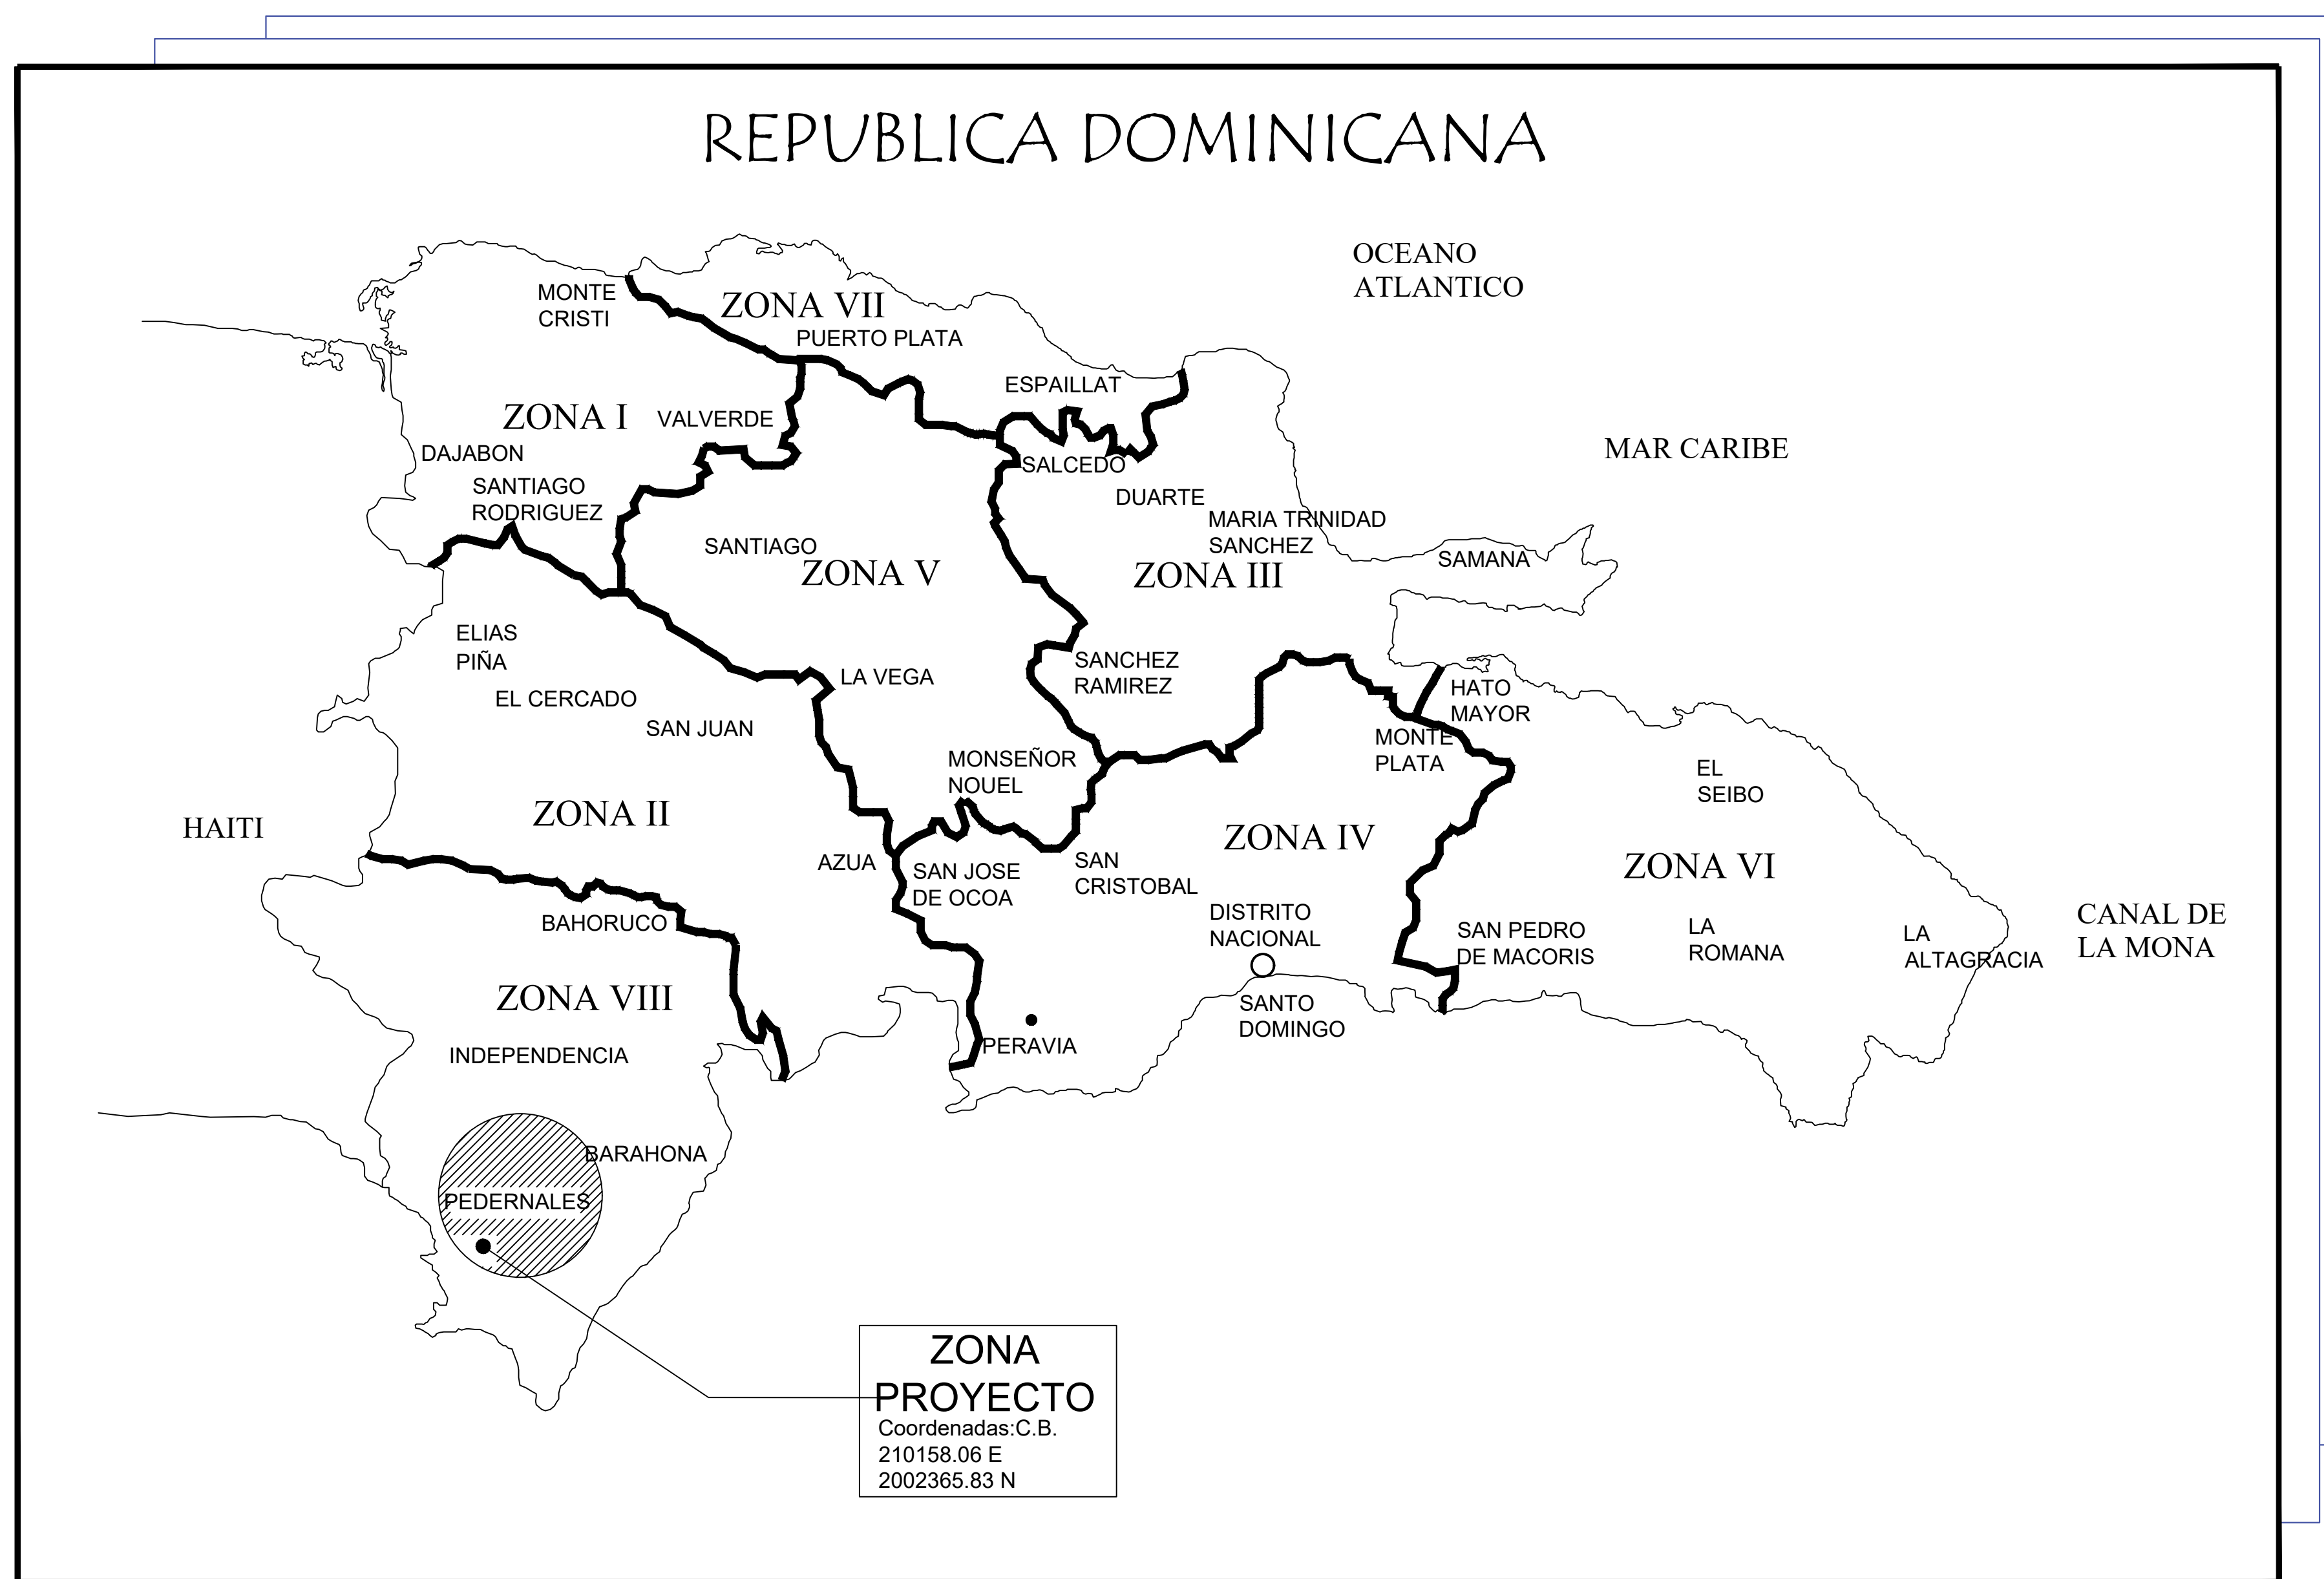 REPUBLICA DOMINICANA
OCEANO
ATLANTICO
MONTE
CRISTI
ZONA VII
PUERTO PLATA
ESPAILLAT
ZONA I
VALVERDE
MAR CARIBE
DAJABON
SALCEDO
SANTIAGO
RODRIGUEZ
DUARTE
MARIA TRINIDAD
SANCHEZ
SANTIAGO
ZONA V
ZONA III
SAMANA
ELIAS
PIÑA
EL CERCADO
SAN JUAN
LA VEGA
SANCHEZ
RAMIREZ
HATO
MAYOR
MONTE
PLATA
MONSEÑOR
NOUEL
EL
SEIBO
HAITI
ZONA II
ZONA IV
ZONA VI
AZUA
SAN JOSE
DE OCOA
SAN
CRISTOBAL
DISTRITO
NACIONAL
BAHORUCO
SAN PEDRO
DE MACORIS
LA
ROMANA
LA
ALTAGRACIA
CANAL DE
LA MONA
ZONA VIII
SANTO
DOMINGO
PERAVIA
INDEPENDENCIA
BARAHONA
PEDERNALES
ZONA
PROYECTO
Coordenadas:C.B.
210158.06 E
2002365.83 N